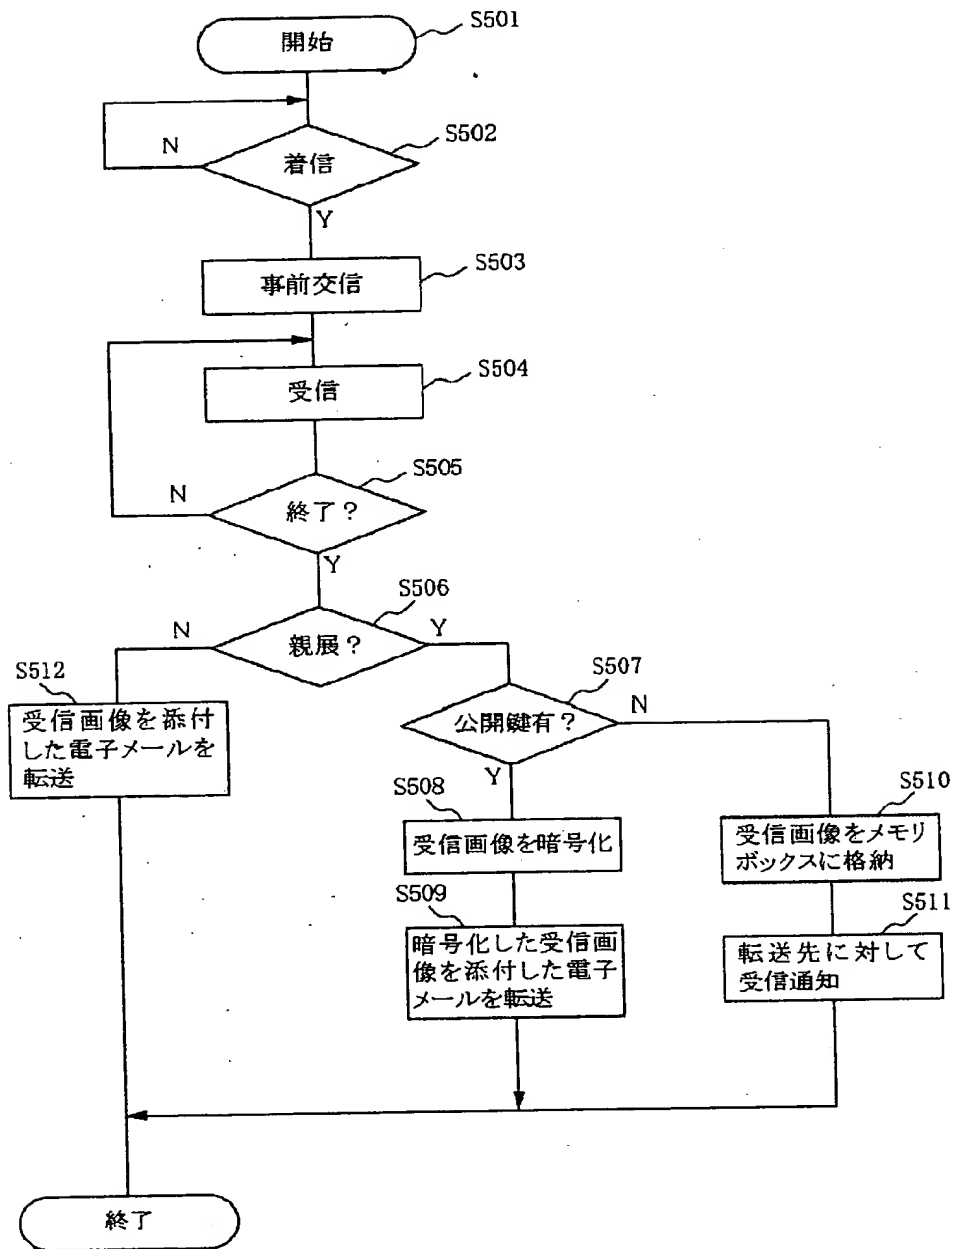 S501
開始
S502
N
着信
Y
S503
事前交信
S504
受信
S505
N
終了？
Y
S506
N
親展？
Y
S512
受信画像を添付
した電子メールを
転送
S507
公開鍵有？
N
Y
S508
受信画像を暗号化
S509
暗号化した受信画
像を添付した電子
メールを転送
S510
受信画像をメモリ
ボックスに格納
S511
転送先に対して
受信通知
終了